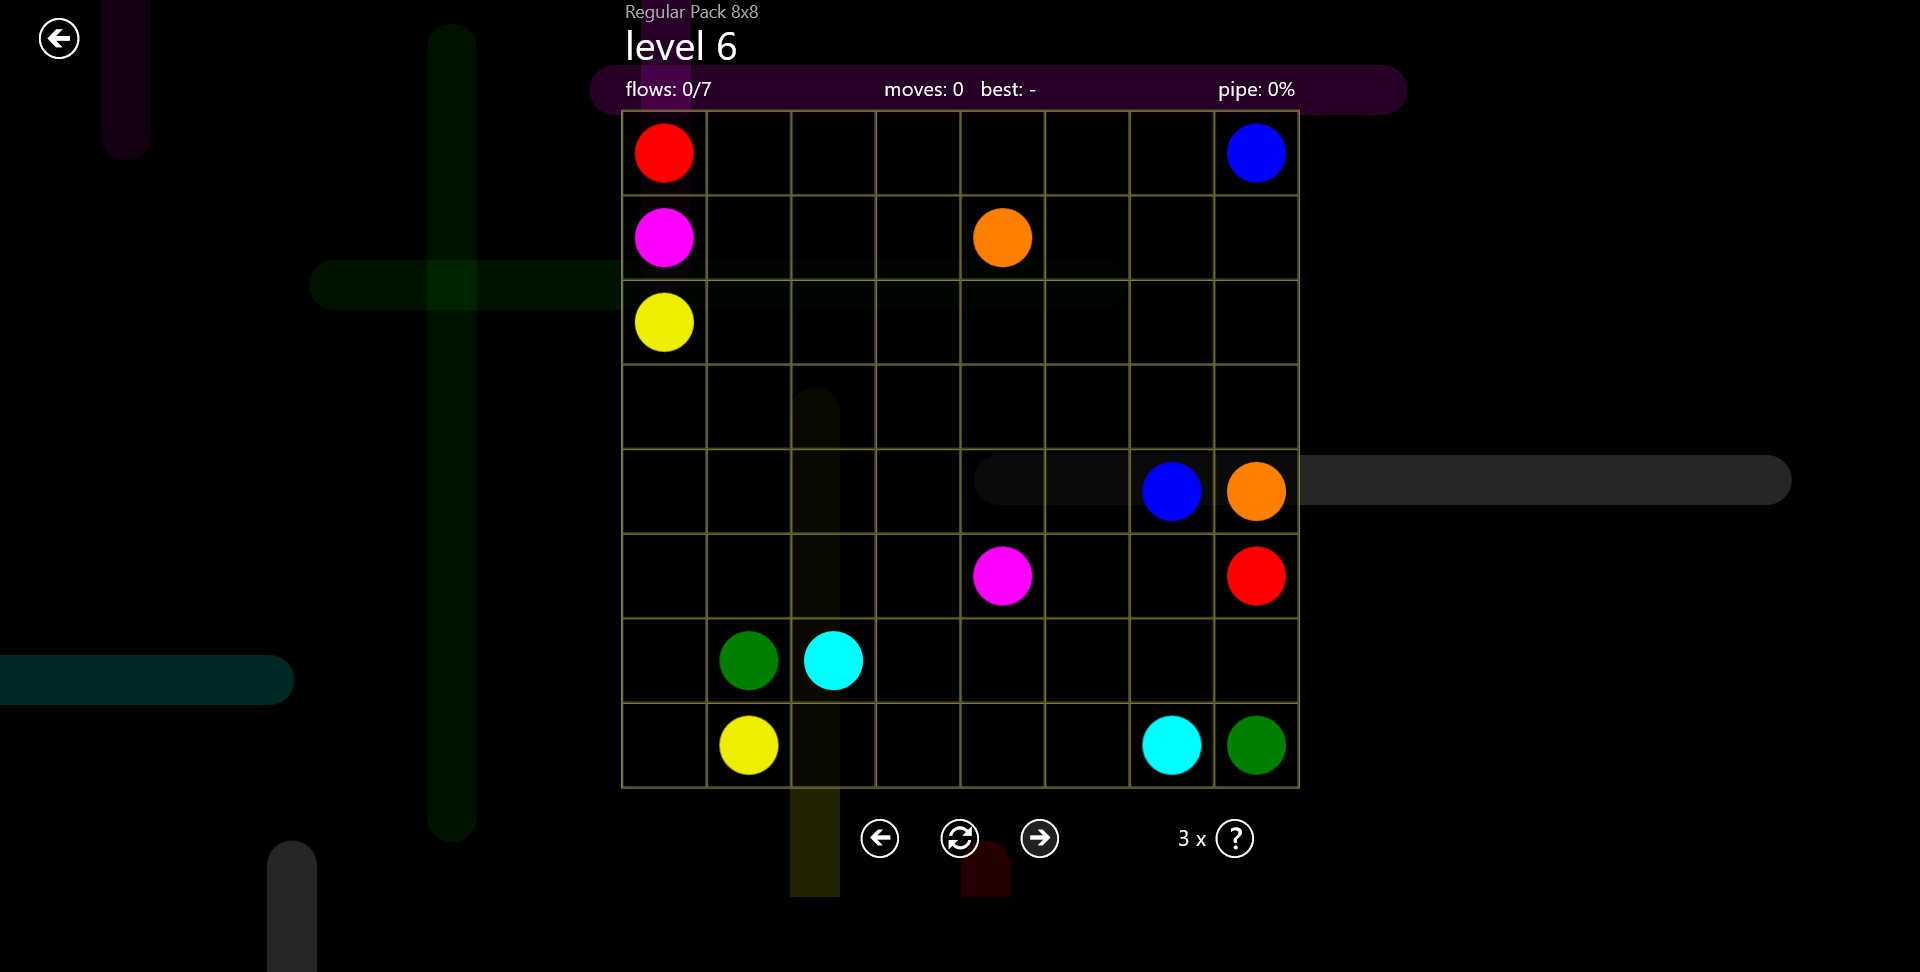 Regular Pack 8x8
level 6
flows: 0/7 moves: 0 best: - pipe: 0%
3 x ?